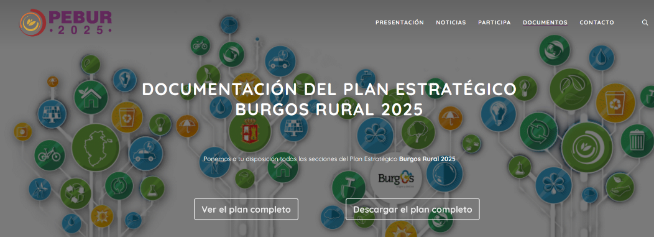 PEBUR
·2025·
PRESENTACIÓN NOTICIAS PARTICIPA DOCUMENTOS CONTACTO
DOCUMENTACIÓN DEL PLAN ESTRATÉGICO
BURGOS RURAL 2025
Ponemos a tu disposición todas las secciones del Plan Estratégico Burgos Rural 2025
Burgos
Ver el plan completo
Descargar el plan completo